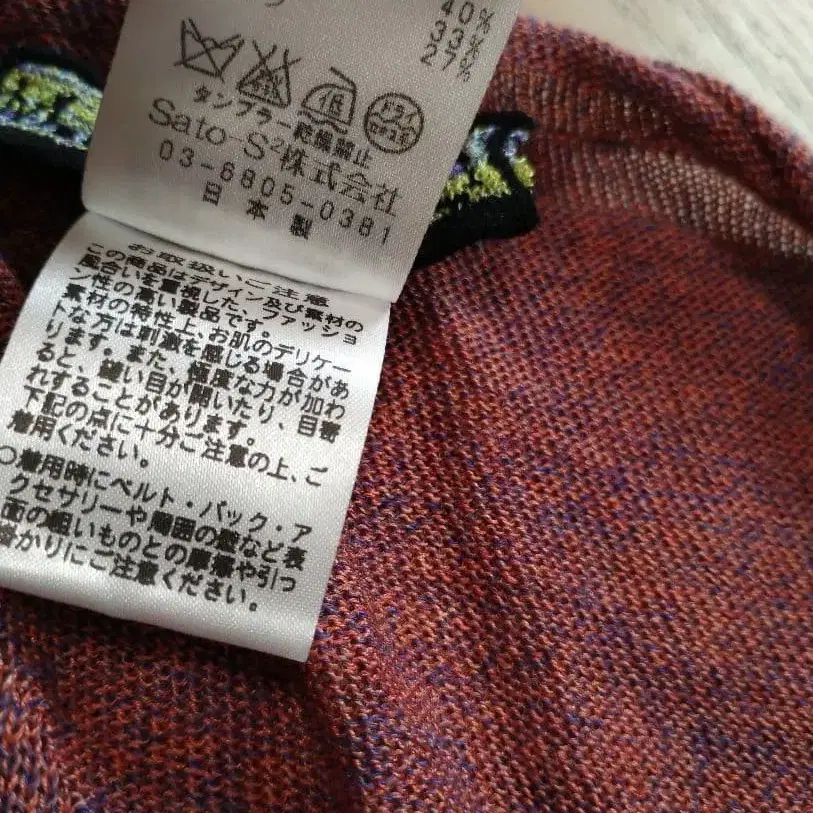 40%
33%
27%
低 ドライ セキユ系
タンブラー乾燥禁止
Sato-S²株式会社
03-6805-0381
日本製
お取扱いご注意
この商品はデザイン及び素材の
風合いを重視した、ファッショ
ン性の高い製品です。
素材の特性上、お肌のデリケー
トな方は刺激を感じる場合があ
ります。また、極度な力が加わ
ると、縫い目が開いたり、目寄
れすることがあります。
下記の点に十分ご注意の上、ご
着用ください。
○着用時にベルト・バック・ア
クセサリーや周囲の壁など表
面の粗いものとの摩擦や引っ
掛かりにご注意ください。